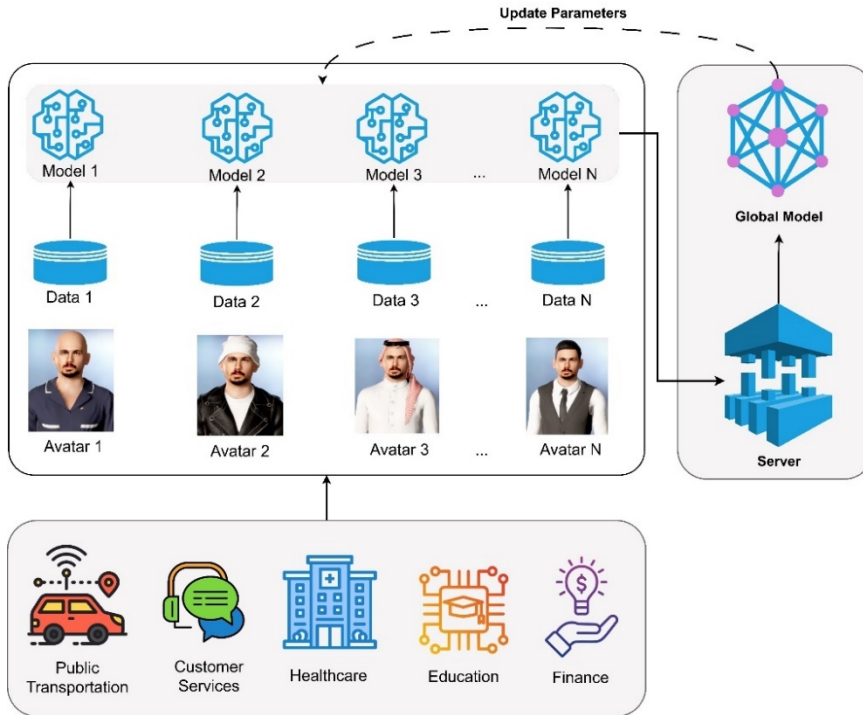 Update Parameters
Model 1
Model 2
Model 3
...
Model N
Global Model
Data 1
Data 2
Data 3
...
Data N
Server
Avatar 1
Avatar 2
Avatar 3
...
Avatar N
Public
Transportation
Customer
Services
Healthcare
Education
Finance
$